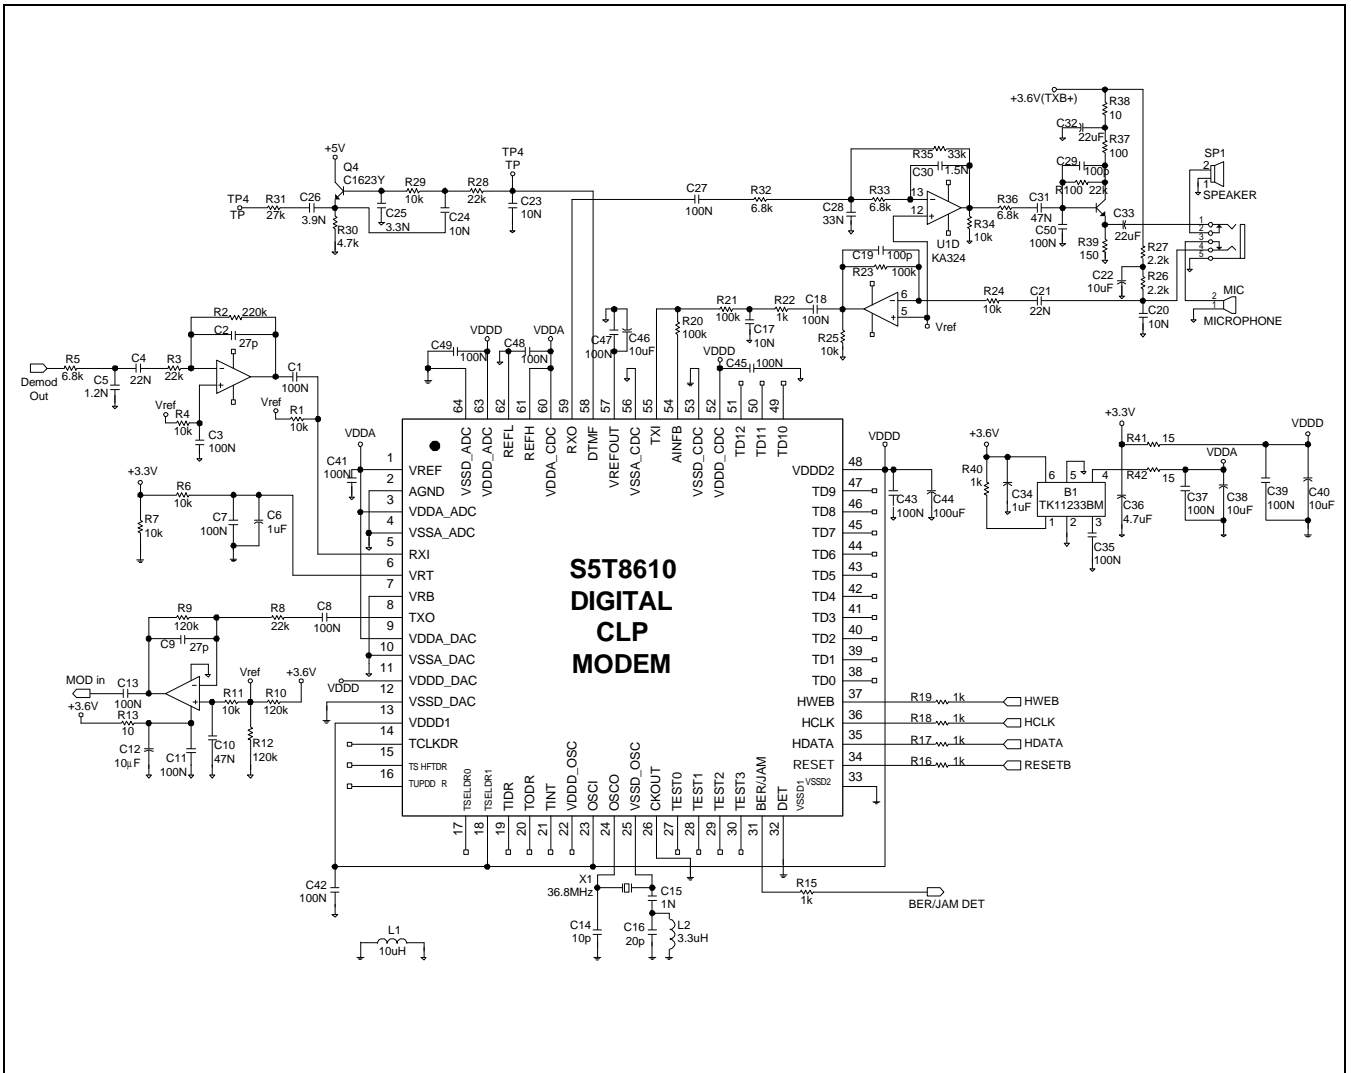 +3.6V(TXB+)
R38
10
C32
22uF
R37
100
C29
100p
R100
22k
SP1
2
1
SPEAKER
+5V
Q4
C1623Y
TP4
TP
TP4
TP
R31
27k
C26
3.9N
R30
4.7k
R29
10k
C25
3.3N
R28
22k
C24
10N
C23
10N
C27
100N
R32
6.8k
R35
33k
C30
1.5N
R33
6.8k
C28
33N
13
12
U1D
KA324
R34
10k
R36
6.8k
C31
47N
C50
100N
C33
22uF
R39
150
R27
2.2k
R26
2.2k
C22
10uF
1
2
3
4
5
C20
10N
MIC
2
1
MICROPHONE
C19
100p
R23
100k
6
5
Vref
R24
10k
C21
22N
R21
100k
R22
1k
C18
100N
R20
100k
C17
10N
R25
10k
R2
220k
C2
27p
R5
6.8k
Demod
Out
C4
22N
R3
22k
C5
1.2N
C1
100N
Vref
R4
10k
C3
100N
Vref
R1
10k
VDDD
C49
100N
C48
100N
VDDA
C47
100N
C46
10uF
VDDD
C45
100N
64
63
62
61
60
59
58
57
56
55
54
53
52
51
50
49
VSSD_ADC
VDDD_ADC
REFL
REFH
VDDA_CDC
RXO
DTMF
VREFOUT
VSSA_CDC
TXI
AINFB
VSSD_CDC
VDDD_CDC
TD12
TD11
TD10
VDDA
C41
100N
1
VREF
2
AGND
3
VDDA_ADC
4
VSSA_ADC
5
RXI
6
VRT
7
VRB
8
TXO
9
VDDA_DAC
10
VSSA_DAC
11
VDDD_DAC
12
VSSD_DAC
13
VDDD1
14
TCLKDR
15
TS HFTDR
16
TUPDD R
S5T8610
DIGITAL
CLP
MODEM
VDDD
48
VDDD2
47
TD9
46
TD8
45
TD7
44
TD6
43
TD5
42
TD4
41
TD3
40
TD2
39
TD1
38
TD0
37
HWEB
36
HCLK
35
HDATA
34
RESET
33
VSSD2
VSSD1
C43
100N
C44
100uF
R19
1k
HWEB
R18
1k
HCLK
R17
1k
HDATA
R16
1k
RESETB
+3.3V
R6
10k
R7
10k
C7
100N
C6
1uF
R9
120k
C9
27p
R8
22k
C8
100N
MOD in
C13
100N
+3.6V
R13
10
C12
10µF
C11
100N
C10
47N
Vref
R11
10k
R10
120k
+3.6V
R12
120k
VDDD
+3.6V
R40
1k
C34
1uF
6
5
4
B1
TK11233BM
1
2
3
C35
100N
+3.3V
R41
15
R42
15
C36
4.7uF
VDDA
C37
100N
C38
10uF
C39
100N
VDDD
C40
10uF
TSELDR0
TSELDR1
TIDR
TODR
TINT
VDDD_OSC
OSCI
OSCO
VSSD_OSC
CKOUT
TEST0
TEST1
TEST2
TEST3
BER/JAM
DET
17
18
19
20
21
22
23
24
25
26
27
28
29
30
31
32
C42
100N
X1
36.8MHz
C15
1N
C14
10p
C16
20p
L2
3.3uH
L1
10uH
R15
1k
BER/JAM DET